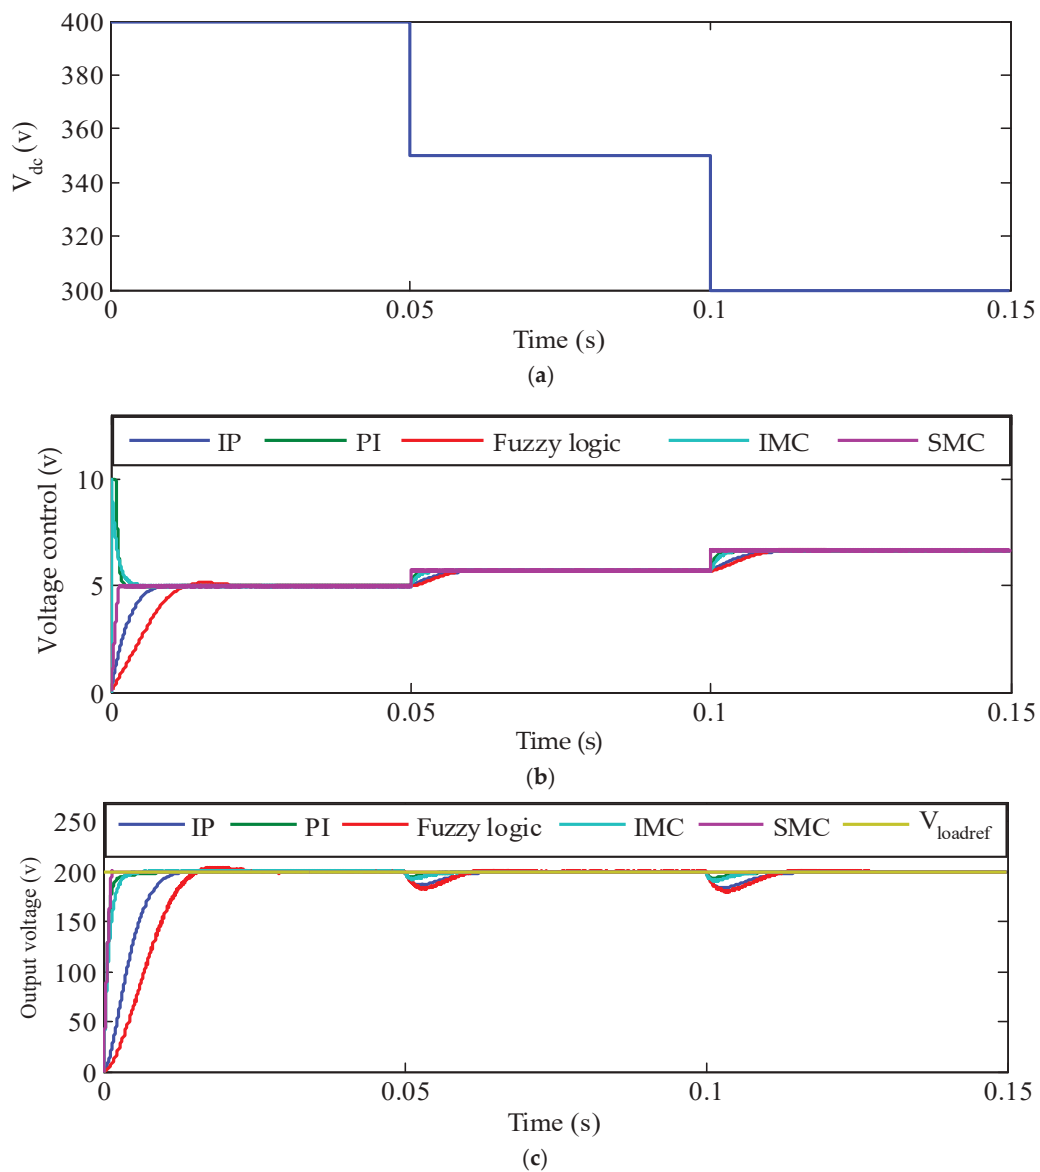 400
380
360
340
320
300
V_dc (v)
0
0.05
0.1
0.15
Time (s)
(a)
IP
PI
Fuzzy logic
IMC
SMC
10
5
0
Voltage control (v)
0
0.05
0.1
0.15
Time (s)
(b)
IP
PI
Fuzzy logic
IMC
SMC
V_loadref
250
200
150
100
50
0
Output voltage (v)
0
0.05
0.1
0.15
Time (s)
(c)